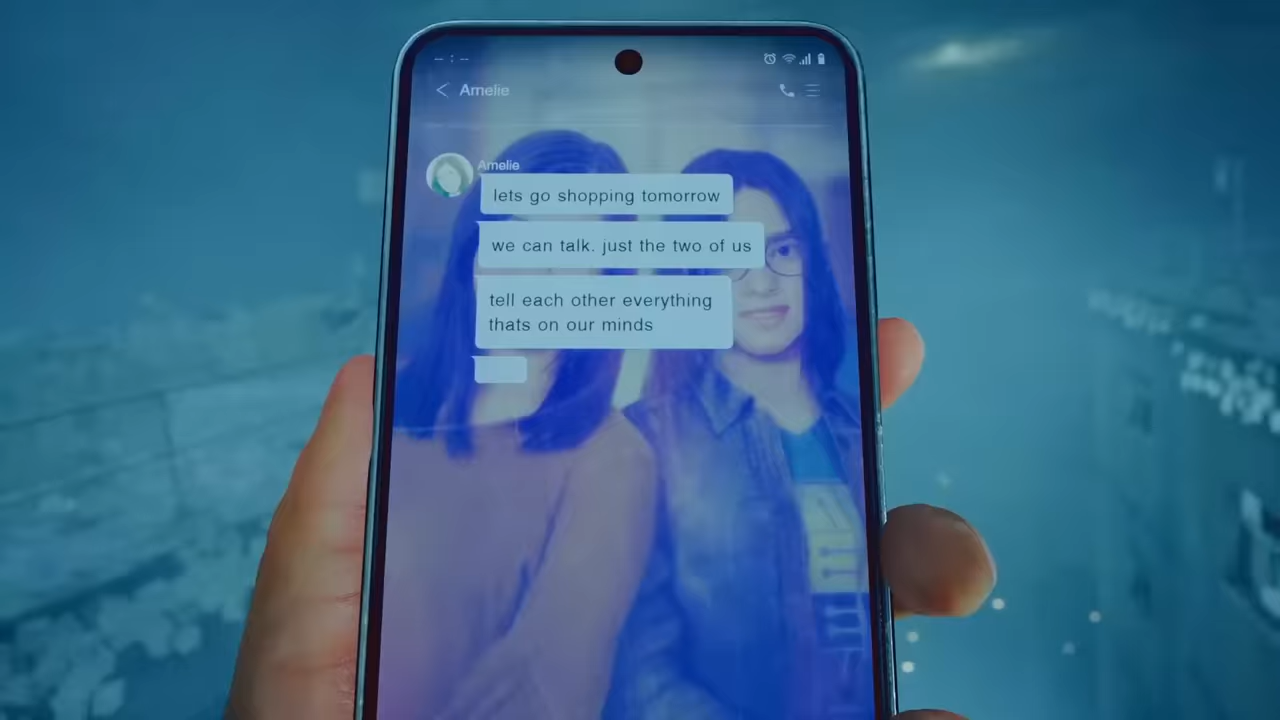 -- : --
Amelie
Amelie
lets go shopping tomorrow
we can talk. just the two of us
tell each other everything
thats on our minds